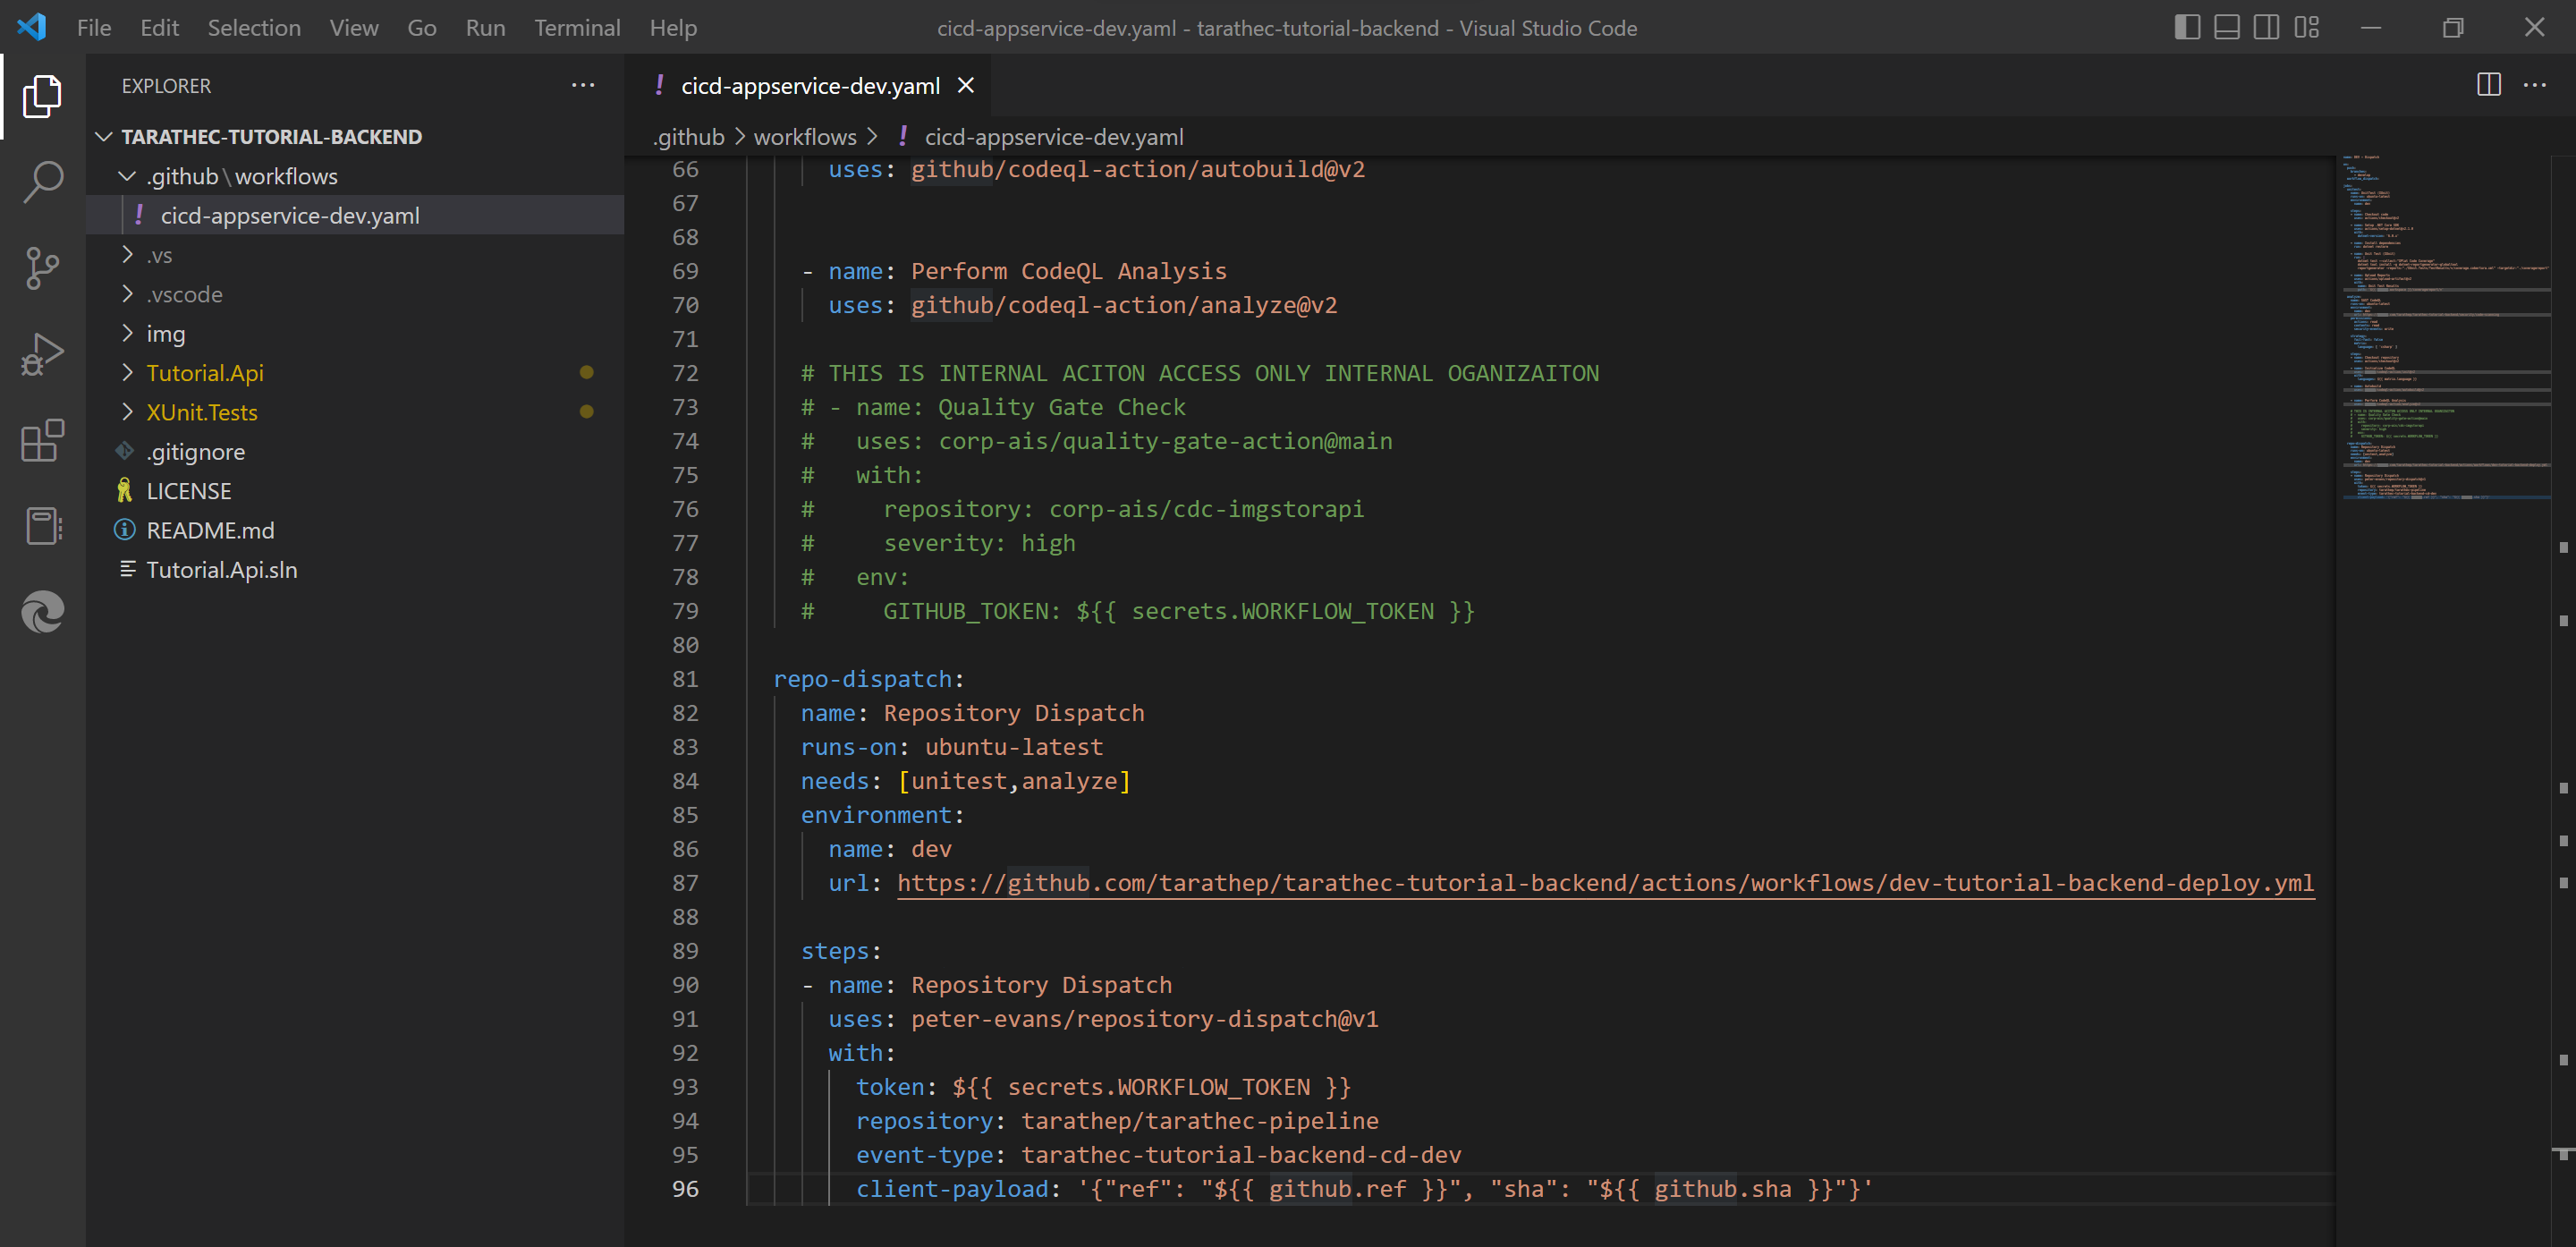 File Edit Selection View Go Run Terminal Help
cicd-appservice-dev.yaml - tarathec-tutorial-backend - Visual Studio Code
EXPLORER
TARATHEC-TUTORIAL-BACKEND
.github\workflows
! cicd-appservice-dev.yaml
.vs
.vscode
img
Tutorial.Api
XUnit.Tests
.gitignore
LICENSE
README.md
Tutorial.Api.sln
! cicd-appservice-dev.yaml
.github > workflows > ! cicd-appservice-dev.yaml
66 uses: github/codeql-action/autobuild@v2
67
68
69 - name: Perform CodeQL Analysis
70 uses: github/codeql-action/analyze@v2
71
72 # THIS IS INTERNAL ACITON ACCESS ONLY INTERNAL OGANIZAITON
73 # - name: Quality Gate Check
74 #   uses: corp-ais/quality-gate-action@main
75 #   with:
76 #     repository: corp-ais/cdc-imgstorapi
77 #     severity: high
78 #   env:
79 #     GITHUB_TOKEN: ${{ secrets.WORKFLOW_TOKEN }}
80
81 repo-dispatch:
82 name: Repository Dispatch
83 runs-on: ubuntu-latest
84 needs: [unitest,analyze]
85 environment:
86 name: dev
87 url: https://github.com/tarathep/tarathec-tutorial-backend/actions/workflows/dev-tutorial-backend-deploy.yml
88
89 steps:
90 - name: Repository Dispatch
91 uses: peter-evans/repository-dispatch@v1
92 with:
93 token: ${{ secrets.WORKFLOW_TOKEN }}
94 repository: tarathep/tarathec-pipeline
95 event-type: tarathec-tutorial-backend-cd-dev
96 client-payload: '{"ref": "${{ github.ref }}", "sha": "${{ github.sha }}"}'